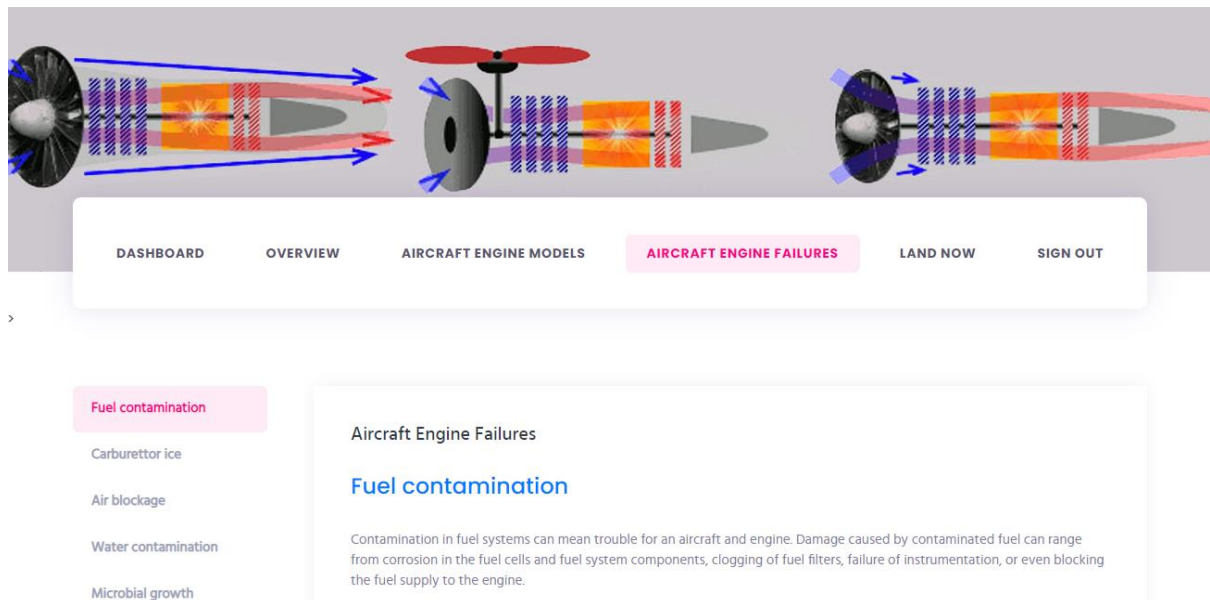 DASHBOARD OVERVIEW AIRCRAFT ENGINE MODELS AIRCRAFT ENGINE FAILURES LAND NOW SIGN OUT
>
Fuel contamination
Carburettor ice
Air blockage
Water contamination
Microbial growth
Aircraft Engine Failures
Fuel contamination
Contamination in fuel systems can mean trouble for an aircraft and engine. Damage caused by contaminated fuel can range
from corrosion in the fuel cells and fuel system components, clogging of fuel filters, failure of instrumentation, or even blocking
the fuel supply to the engine.